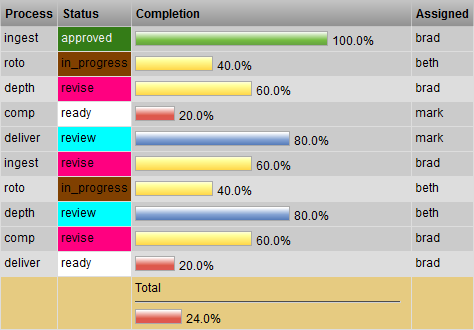 Process Status Completion Assigned
ingest approved 100.0% brad
roto in_progress 40.0% beth
depth revise 60.0% brad
comp ready 20.0% mark
deliver review 80.0% mark
ingest revise 60.0% brad
roto in_progress 40.0% beth
depth review 80.0% beth
comp revise 60.0% brad
deliver ready 20.0% brad
Total
24.0%